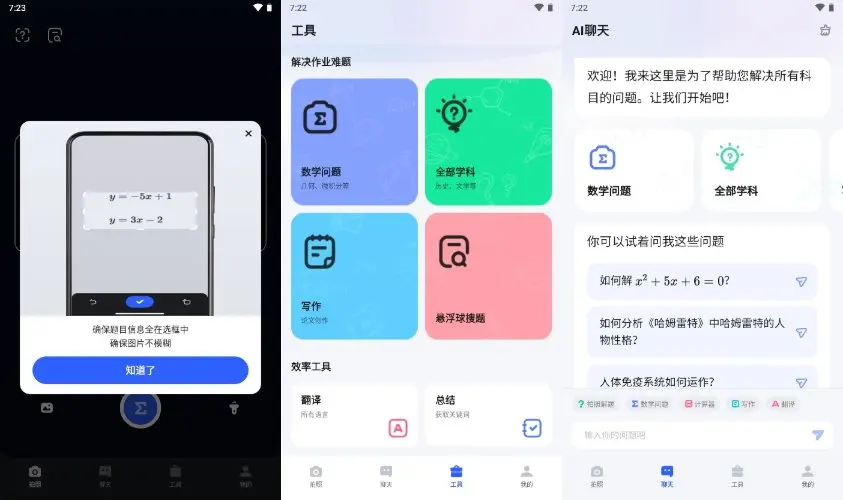 7:23
y = −5x + 1
y = 3x − 2
确保题目信息全在选框中
确保图片不模糊
知道了
拍照
聊天
工具
我的
7:22
工具
解决作业难题
数学问题
几何、微积分等
全部学科
历史、文学等
写作
论文创作
悬浮球搜题
效率工具
翻译
所有语言
A
总结
获取关键词
拍照
聊天
工具
我的
7:22
AI聊天
欢迎！我来这里是为了帮助您解决所有科
目的问题。让我们开始吧！
数学问题
全部学科
你可以试着问我这些问题
如何解 x² + 5x + 6 = 0?
如何分析《哈姆雷特》中哈姆雷特的人
物性格?
人体免疫系统如何运作?
拍照解题
数学问题
计算器
写作
翻译
输入你的问题吧
拍照
聊天
工具
我的